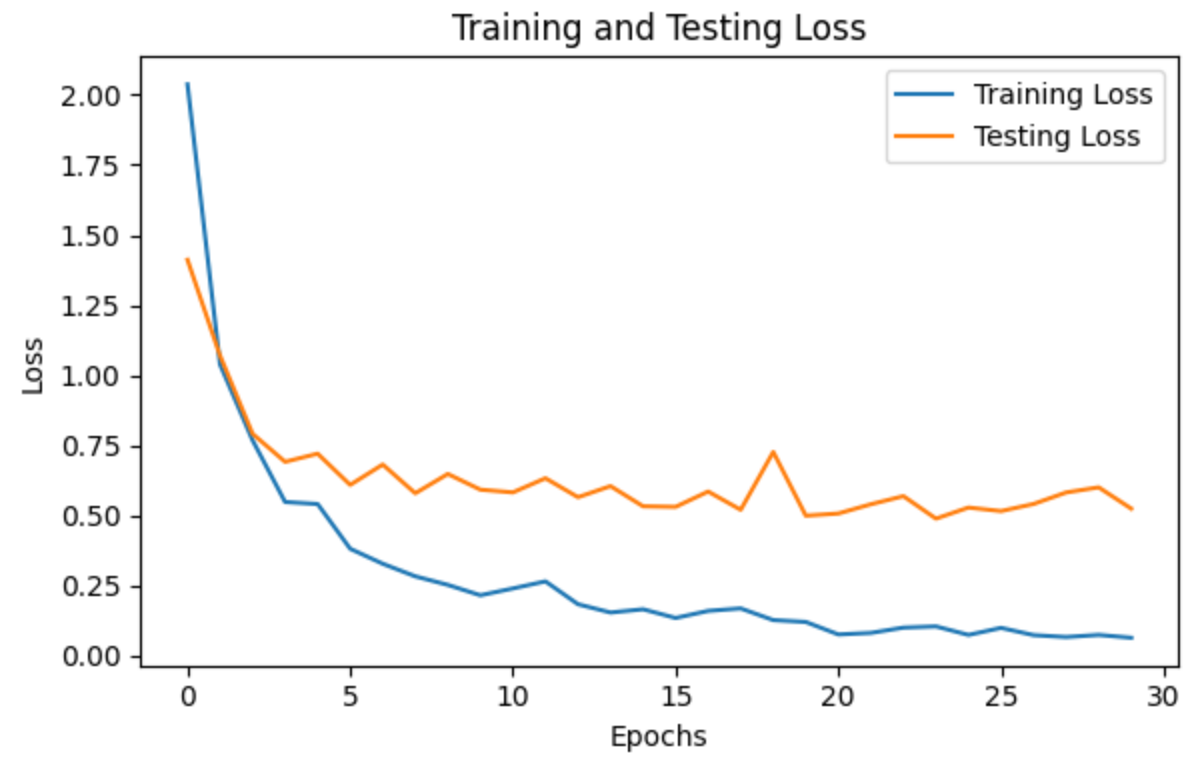 Training and Testing Loss
Training Loss
Testing Loss
2.00
1.75
1.50
1.25
1.00
0.75
0.50
0.25
0.00
Loss
0 5 10 15 20 25 30
Epochs